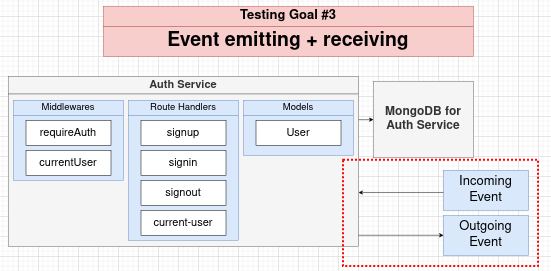 Testing Goal #3
Event emitting + receiving
Auth Service
Middlewares
requireAuth
currentUser
Route Handlers
signup
signin
signout
current-user
Models
User
MongoDB for
Auth Service
Incoming
Event
Outgoing
Event